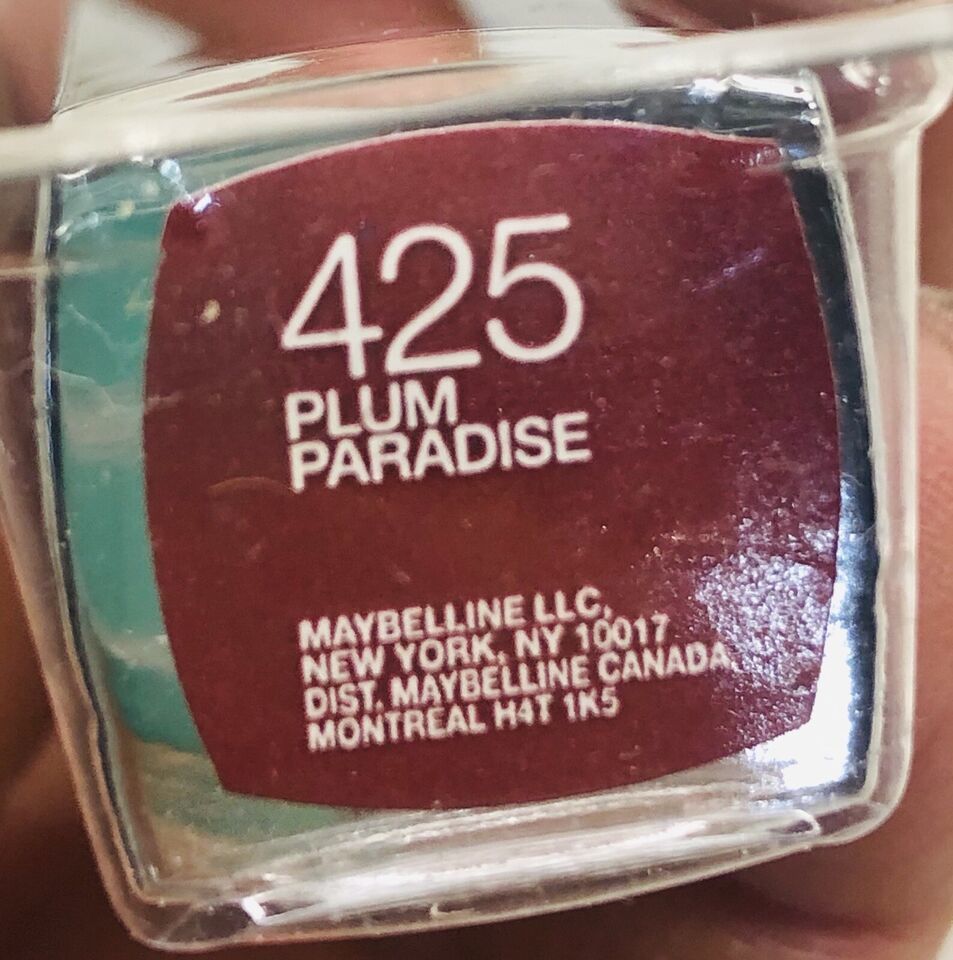 425
PLUM
PARADISE
MAYBELLINE LLC,
NEW YORK, NY 10017
DIST. MAYBELLINE CANADA,
MONTREAL H4T 1K5